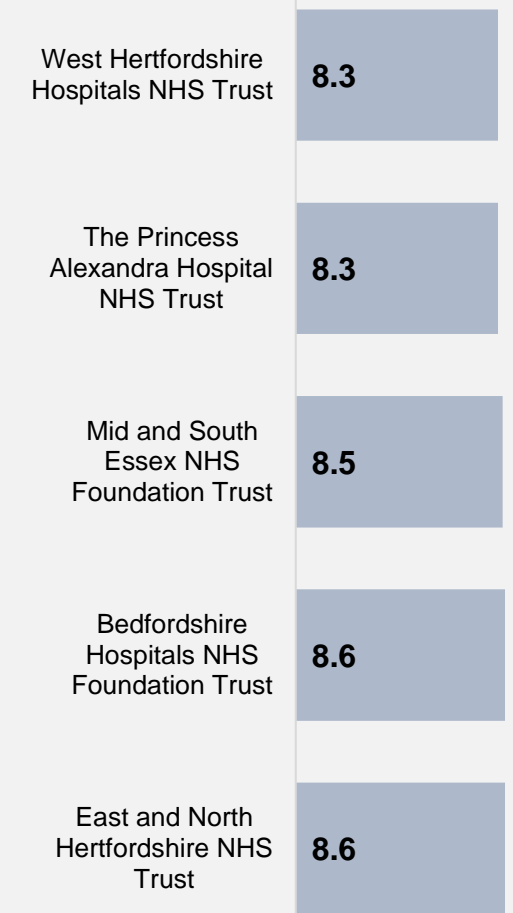 West Hertfordshire
Hospitals NHS Trust
8.3
The Princess
Alexandra Hospital
NHS Trust
8.3
Mid and South
Essex NHS
Foundation Trust
8.5
Bedfordshire
Hospitals NHS
Foundation Trust
8.6
East and North
Hertfordshire NHS
Trust
8.6